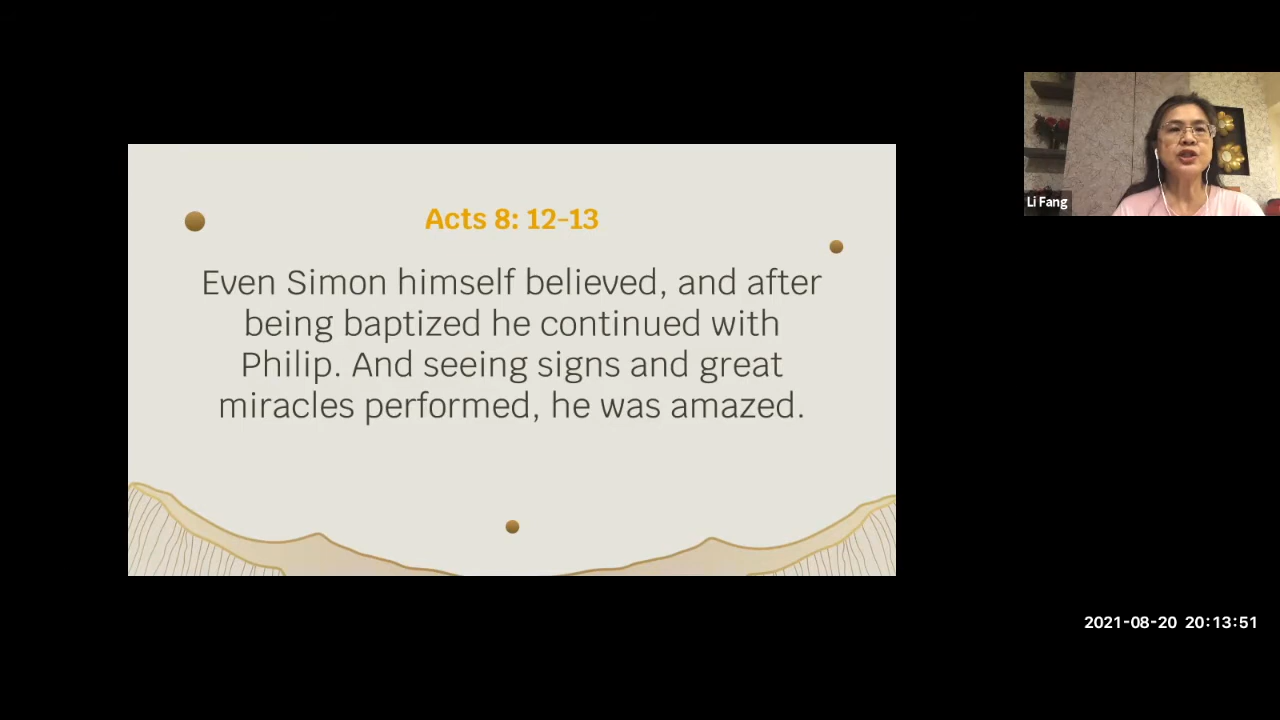 Acts 8: 12-13
Even Simon himself believed, and after
being baptized he continued with
Philip. And seeing signs and great
miracles performed, he was amazed.
Li Fang
2021-08-20 20:13:51